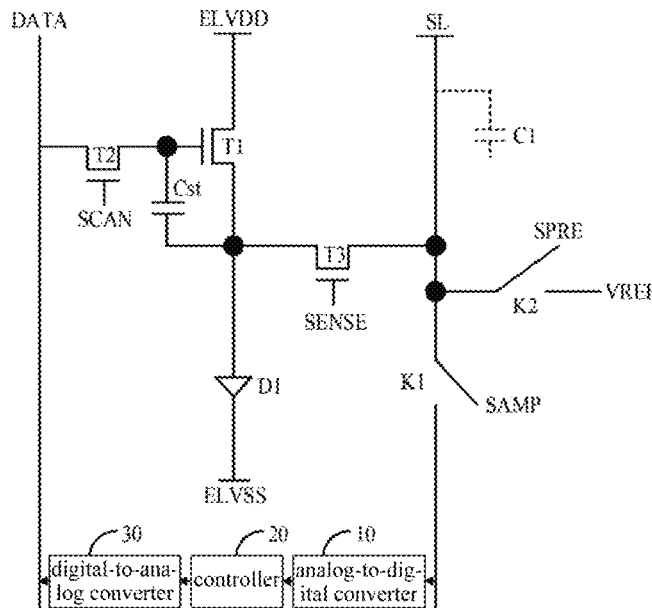 DATA
ELVDD
SL
C1
T2
T1
Cst
SCAN
SPRE
T3
K2
VREF
SENSE
K1
D1
SAMP
ELVSS
30
20
10
digital-to-ana-
log converter
controller
analog-to-dig-
ital converter